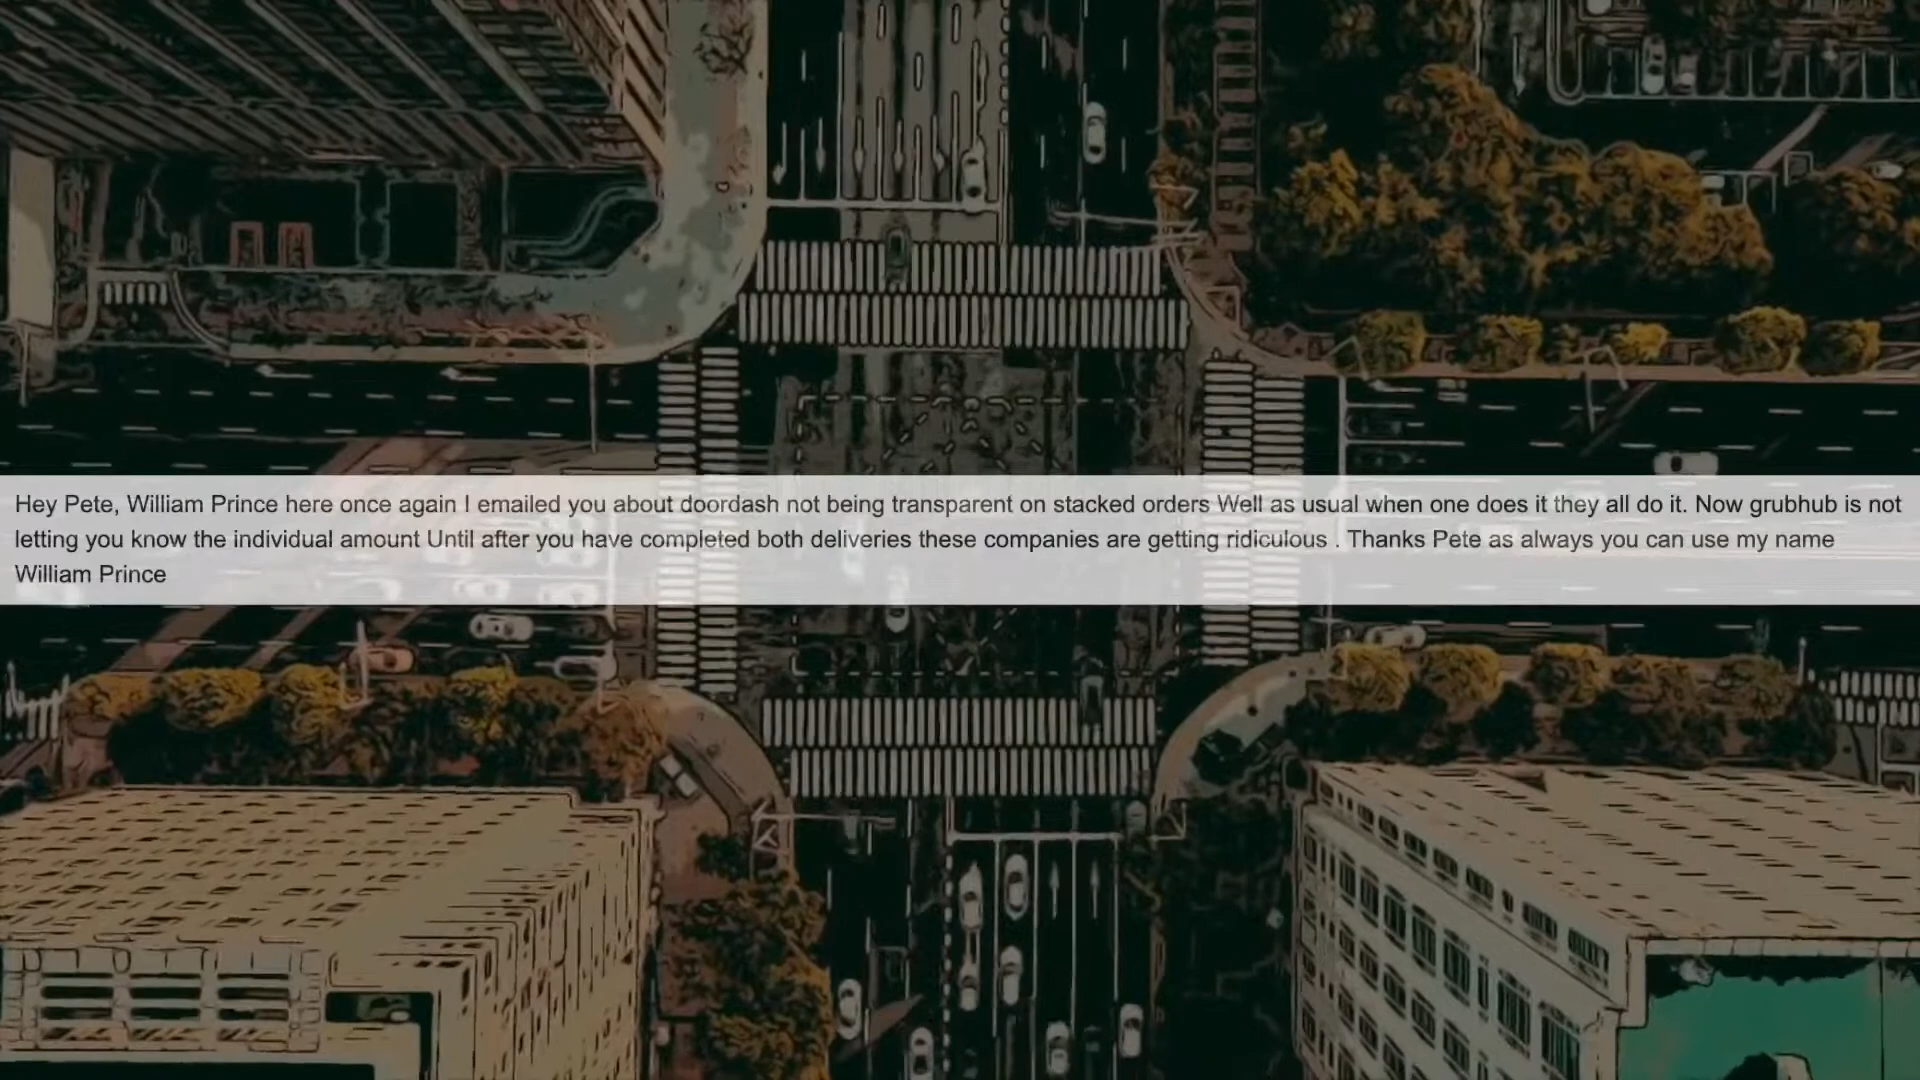 Hey Pete, William Prince here once again I emailed you about doordash not being transparent on stacked orders Well as usual when one does it they all do it. Now grubhub is not
letting you know the individual amount Until after you have completed both deliveries these companies are getting ridiculous . Thanks Pete as always you can use my name
William Prince